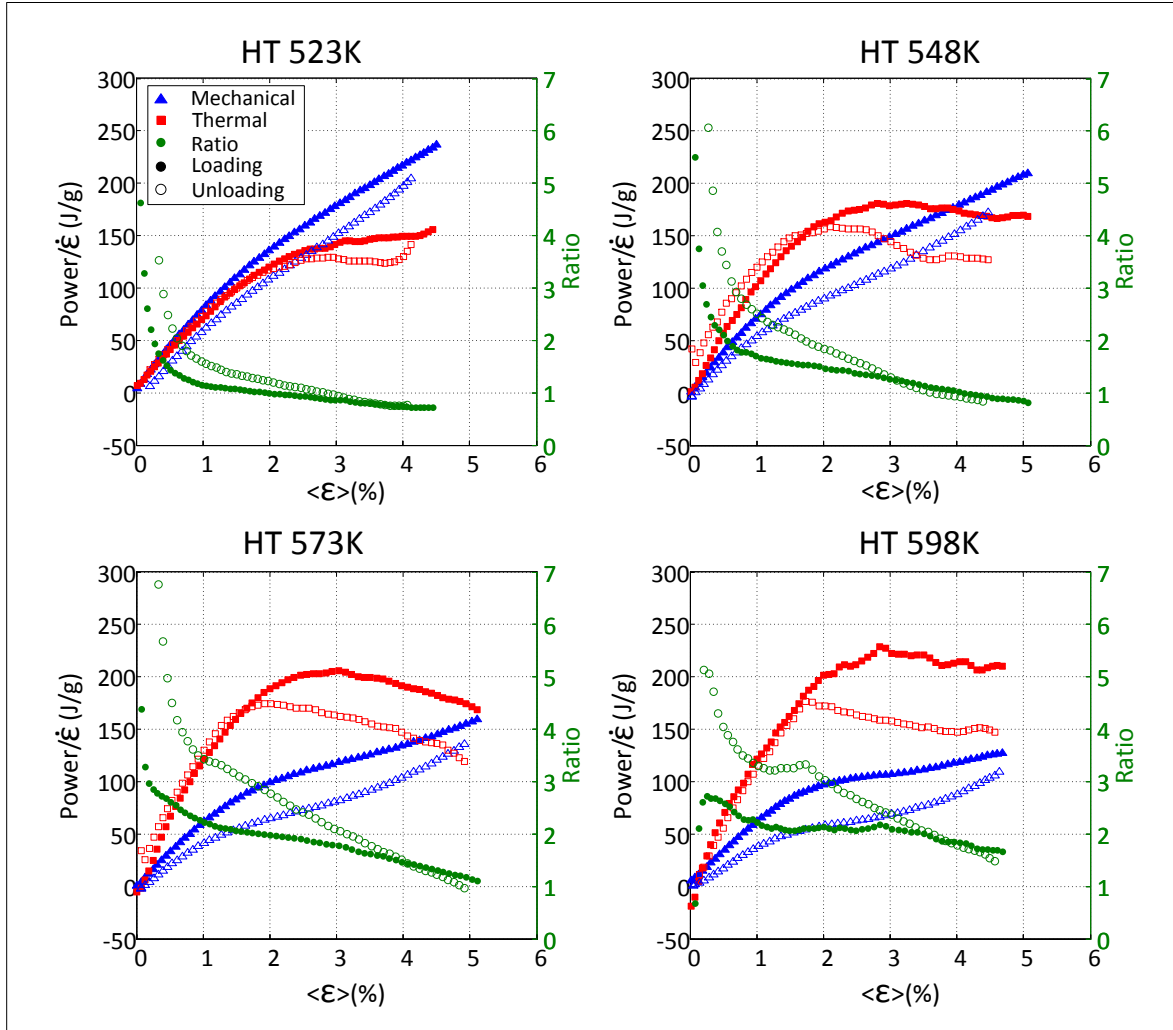 HT 523K
300
250
200
150
100
50
0
-50
Power/ε̇ (J/g)
Mechanical
Thermal
Ratio
Loading
Unloading
7
6
5
4
3
2
1
0
Ratio
0 1 2 3 4 5 6
<ε>(%)
HT 548K
300
250
200
150
100
50
0
-50
Power/ε̇ (J/g)
7
6
5
4
3
2
1
0
Ratio
0 1 2 3 4 5 6
<ε>(%)
HT 573K
300
250
200
150
100
50
0
-50
Power/ε̇ (J/g)
7
6
5
4
3
2
1
0
Ratio
0 1 2 3 4 5 6
<ε>(%)
HT 598K
300
250
200
150
100
50
0
-50
Power/ε̇ (J/g)
7
6
5
4
3
2
1
0
Ratio
0 1 2 3 4 5 6
<ε>(%)